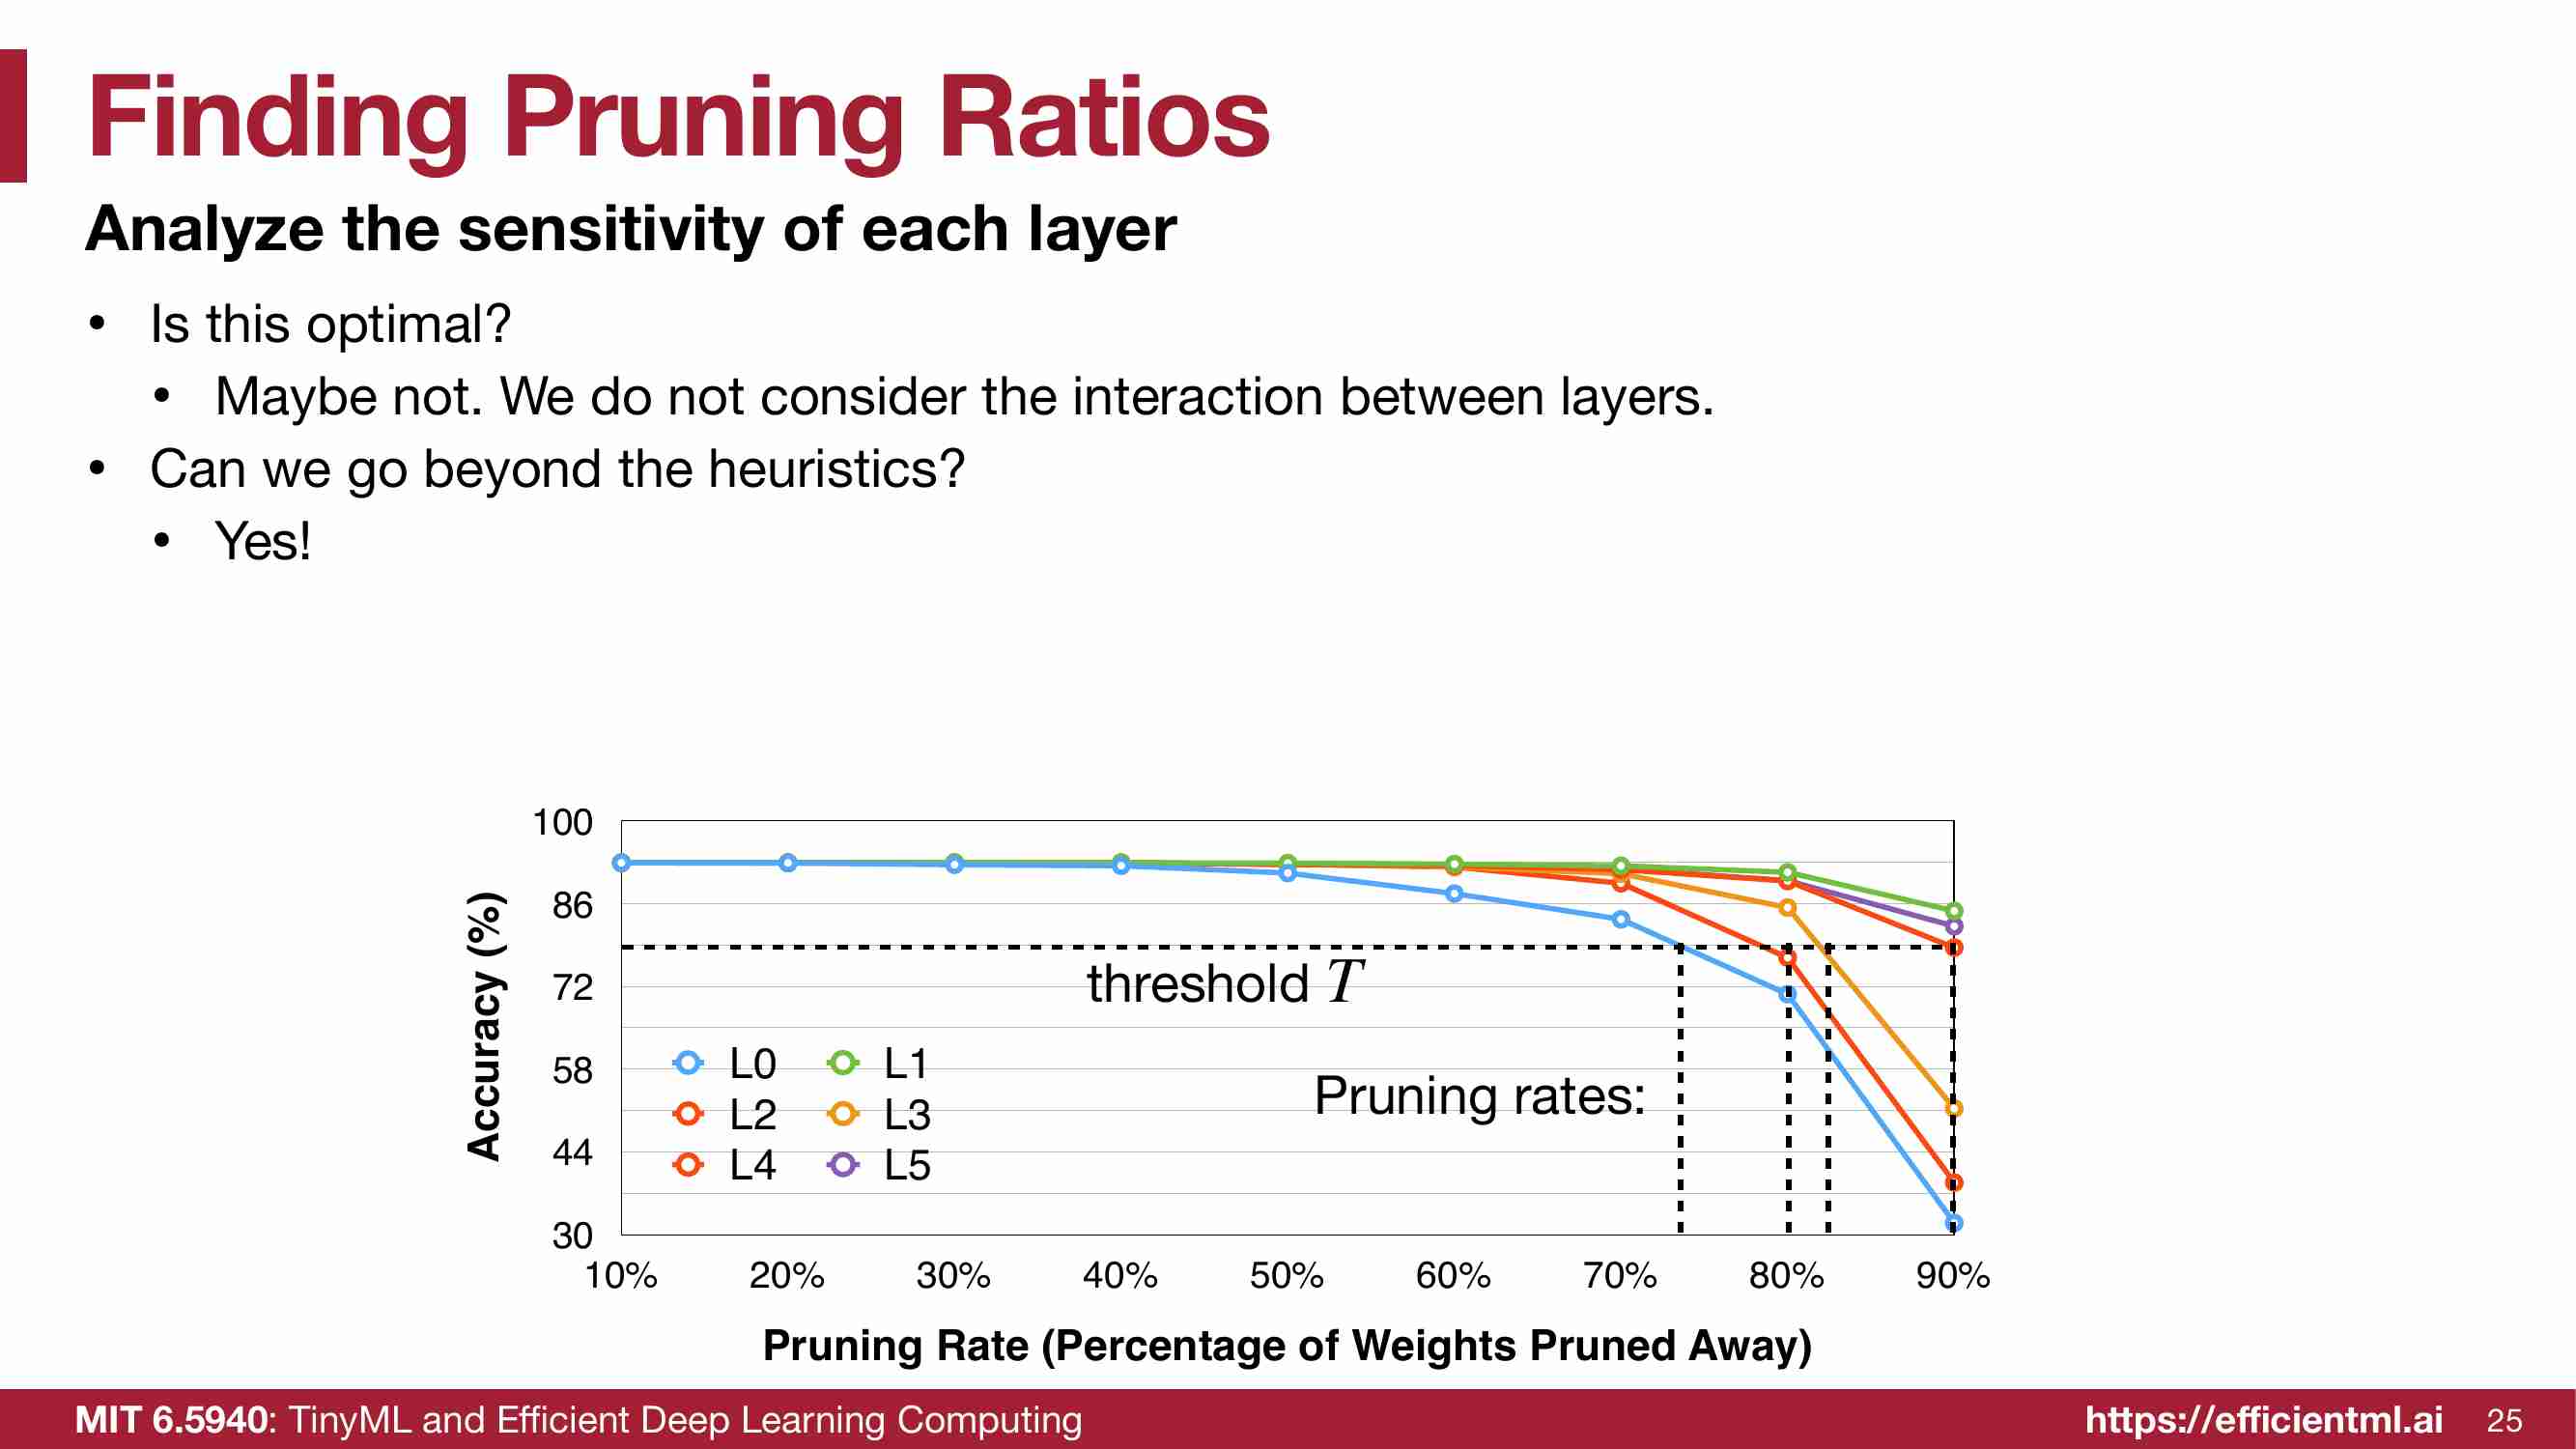 Finding Pruning Ratios
Analyze the sensitivity of each layer
• Is this optimal?
• Maybe not. We do not consider the interaction between layers.
• Can we go beyond the heuristics?
• Yes!
Accuracy (%)
100
86
72
58
44
30
threshold T
Pruning rates:
L0 L1
L2 L3
L4 L5
10% 20% 30% 40% 50% 60% 70% 80% 90%
Pruning Rate (Percentage of Weights Pruned Away)
MIT 6.5940: TinyML and Efficient Deep Learning Computing
https://efficientml.ai 25